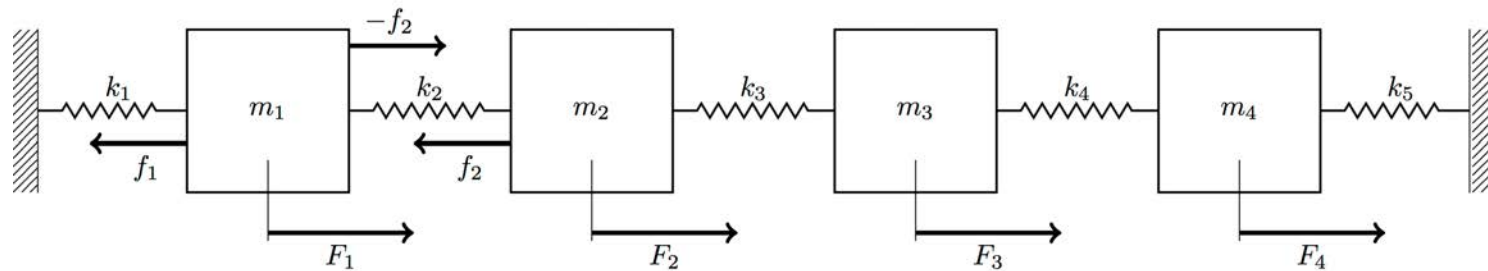 −f₂
k₁ m₁ k₂ m₂ k₃ m₃ k₄ m₄ k₅
f₁ f₂
F₁ F₂ F₃ F₄